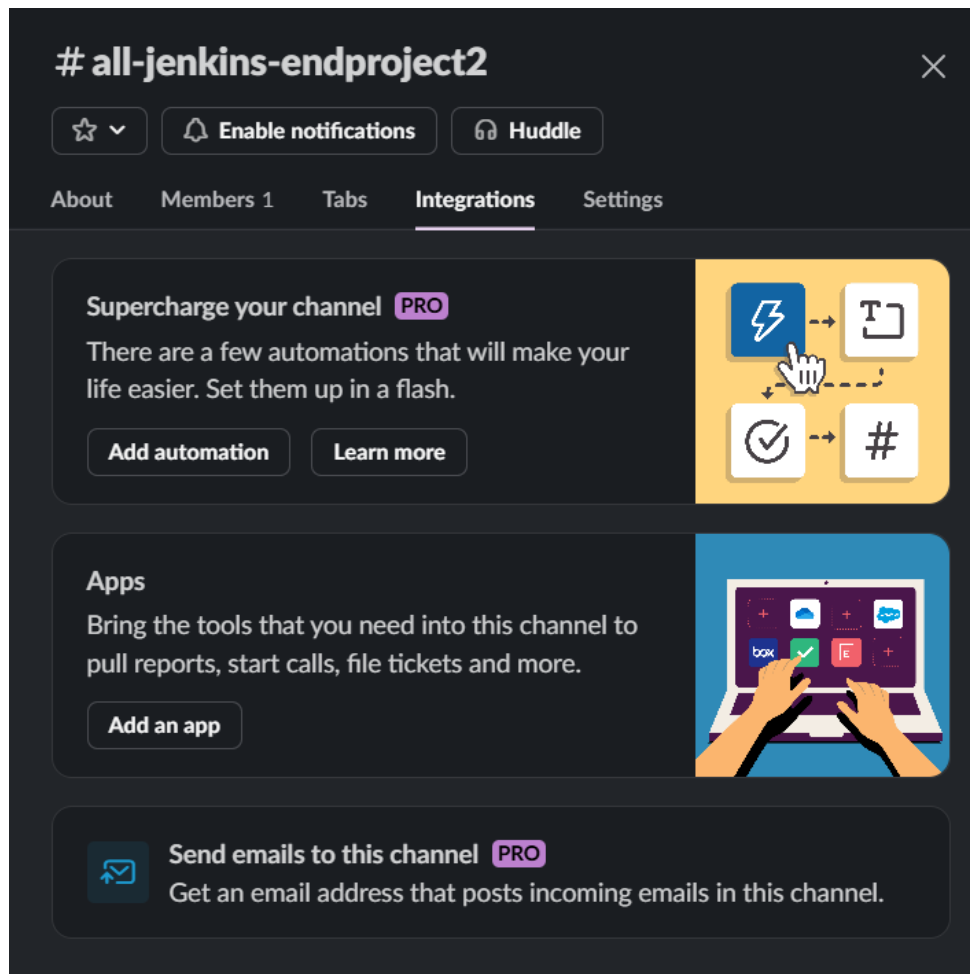 # all-jenkins-endproject2
Enable notifications
Huddle
About Members 1 Tabs Integrations Settings
Supercharge your channel PRO
There are a few automations that will make your
life easier. Set them up in a flash.
Add automation Learn more
T
#
Apps
Bring the tools that you need into this channel to
pull reports, start calls, file tickets and more.
Add an app
box
E
Send emails to this channel PRO
Get an email address that posts incoming emails in this channel.